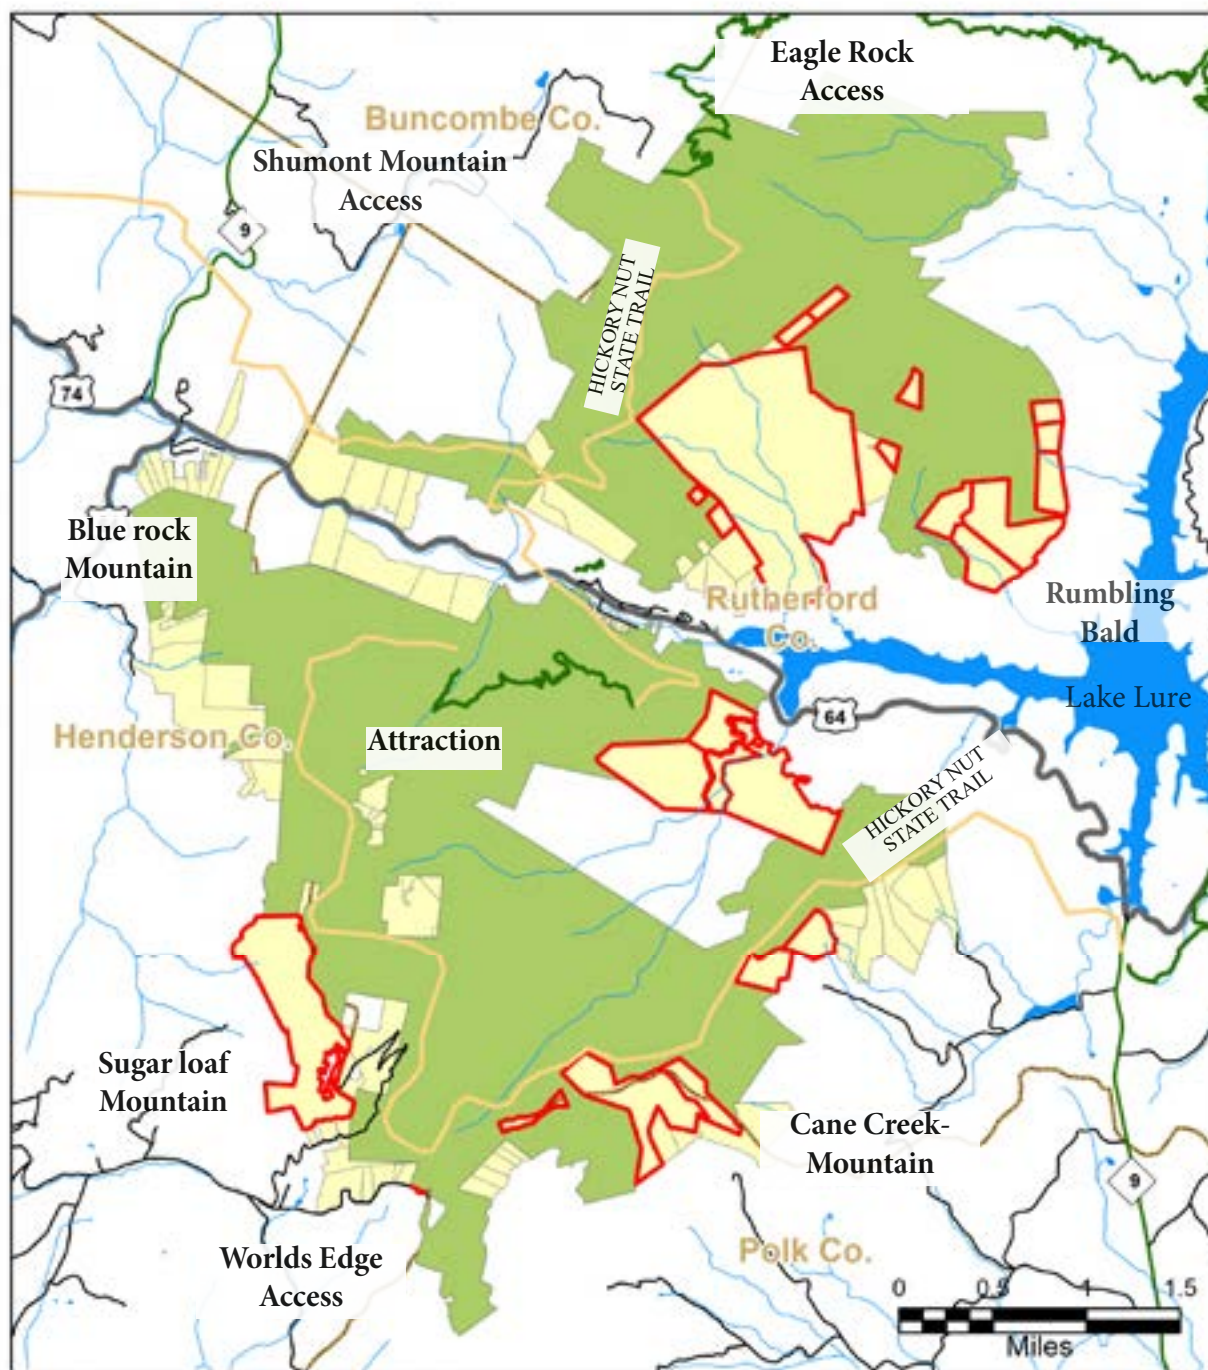 Eagle Rock
Access
Buncombe Co.
Shumont Mountain
Access
9
HICKORY NUT
STATE TRAIL
74
Blue rock
Mountain
Rutherford
Co.
Rumbling
Bald
Lake Lure
64
Henderson Co.
Attraction
HICKORY NUT
STATE TRAIL
Sugar loaf
Mountain
Cane Creek-
Mountain
9
Worlds Edge
Access
Polk Co.
0 0.5 1 1.5
Miles